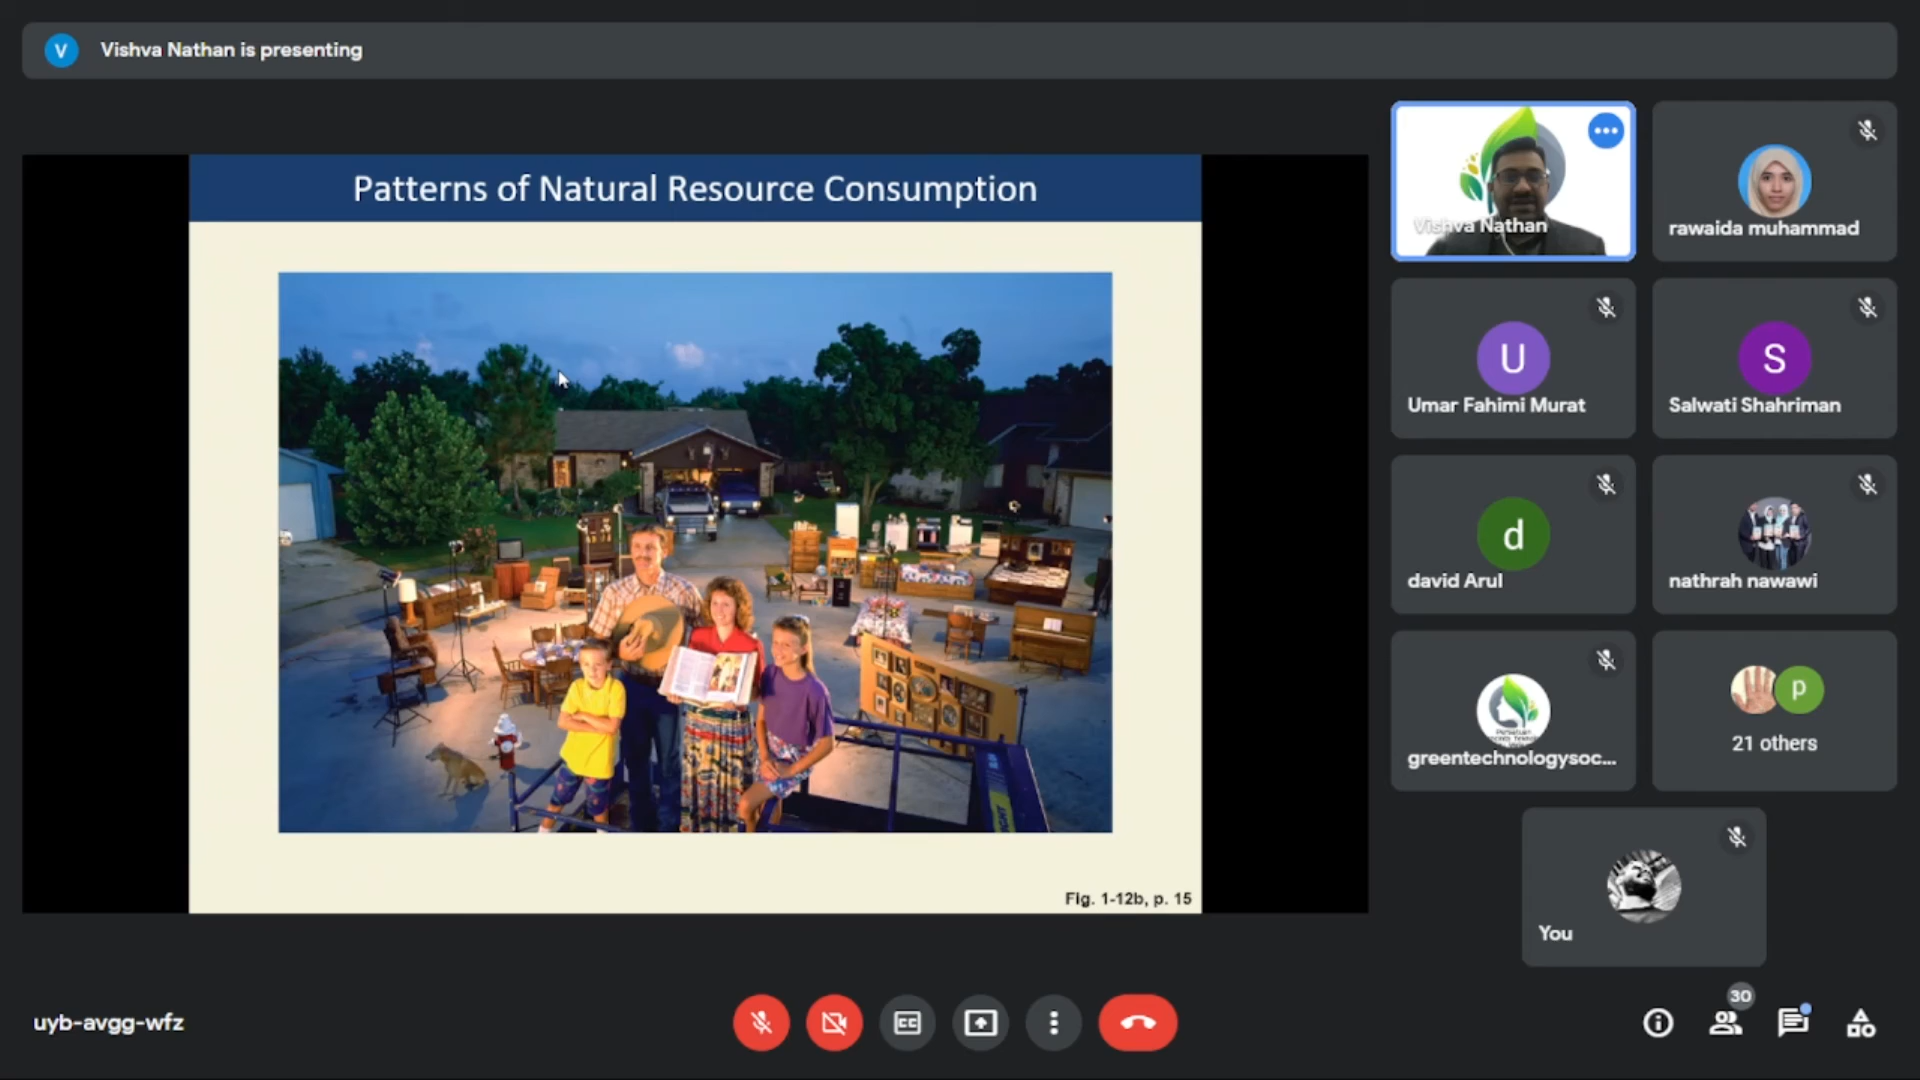 V
Vishva Nathan is presenting
Patterns of Natural Resource Consumption
Fig. 1-12b, p. 15
Vishva Nathan
rawaida muhammad
U
Umar Fahimi Murat
S
Salwati Shahriman
d
david Arul
nathrah nawawi
greentechnologysoc...
p
21 others
You
uyb-avgg-wfz
CC
30